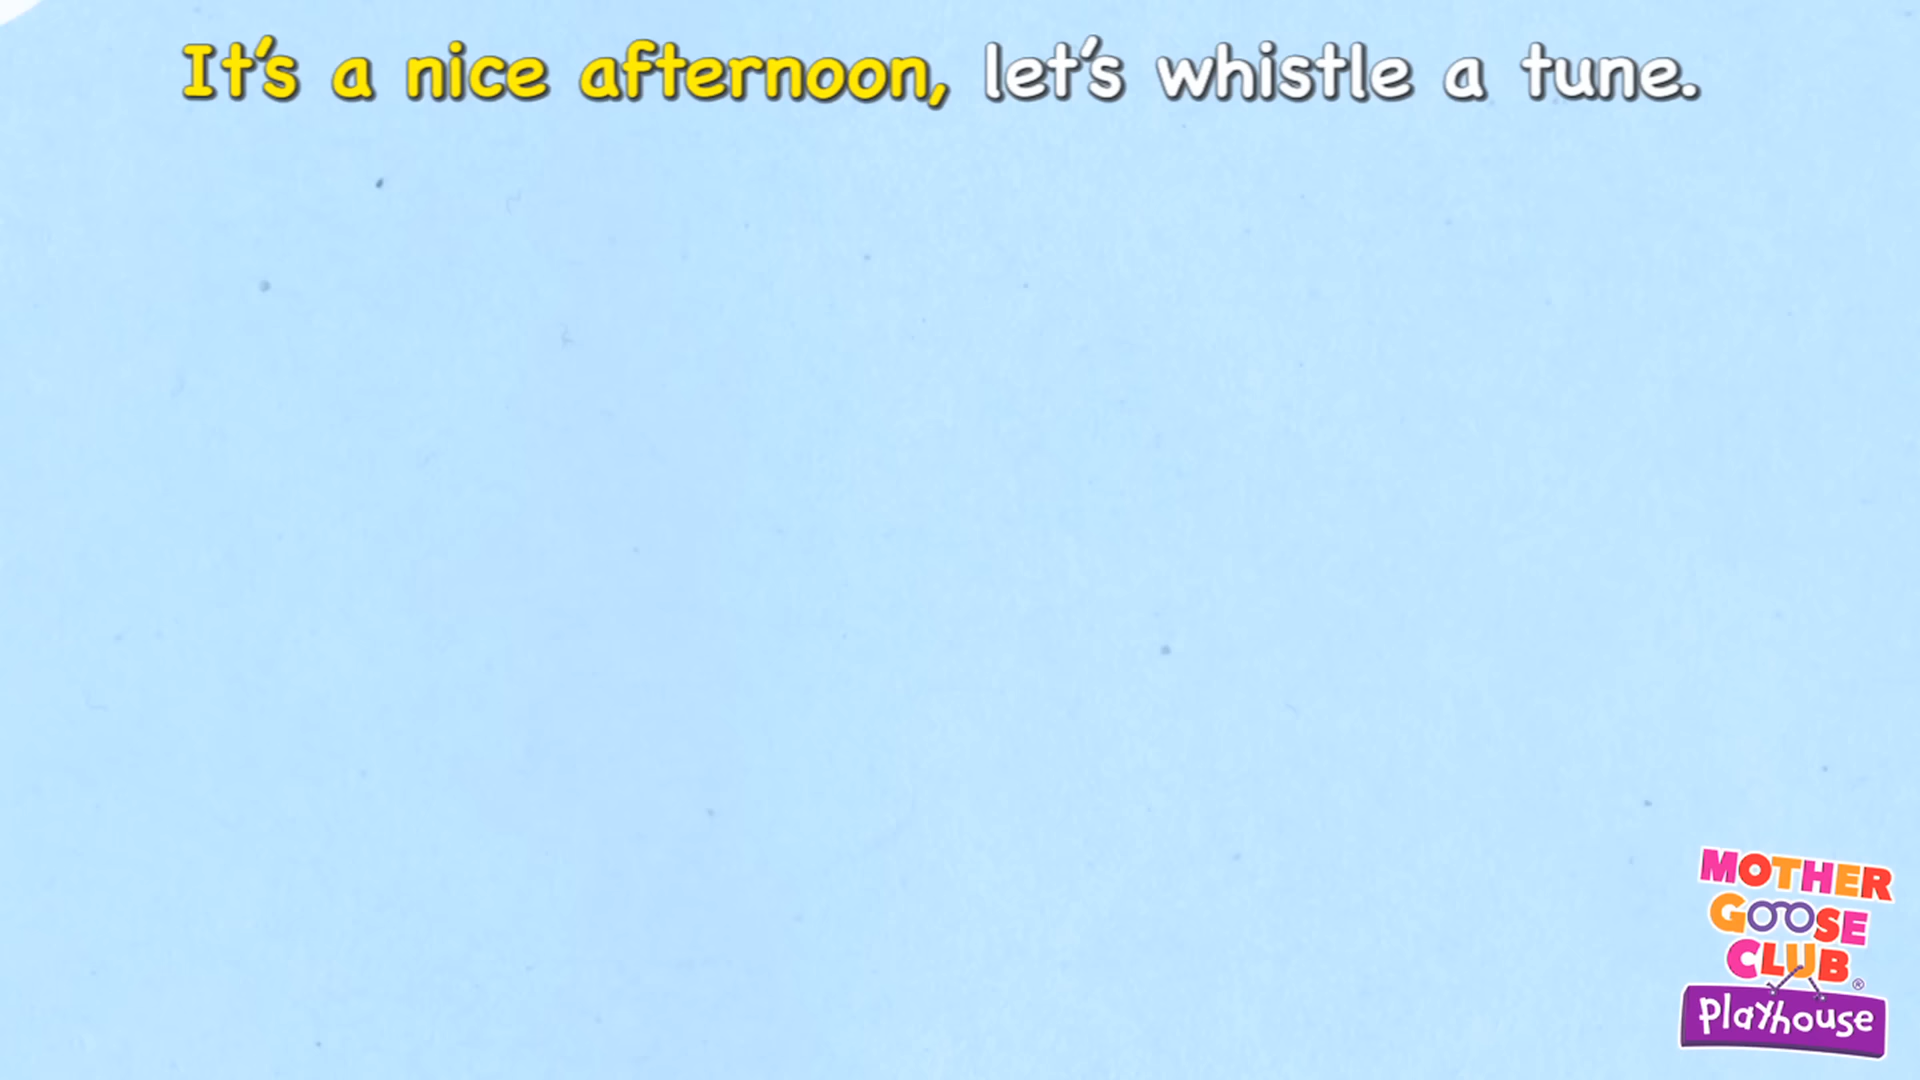 It's a nice afternoon, let's whistle a tune.
MOTHER
GOOSE
CLUB®
Playhouse